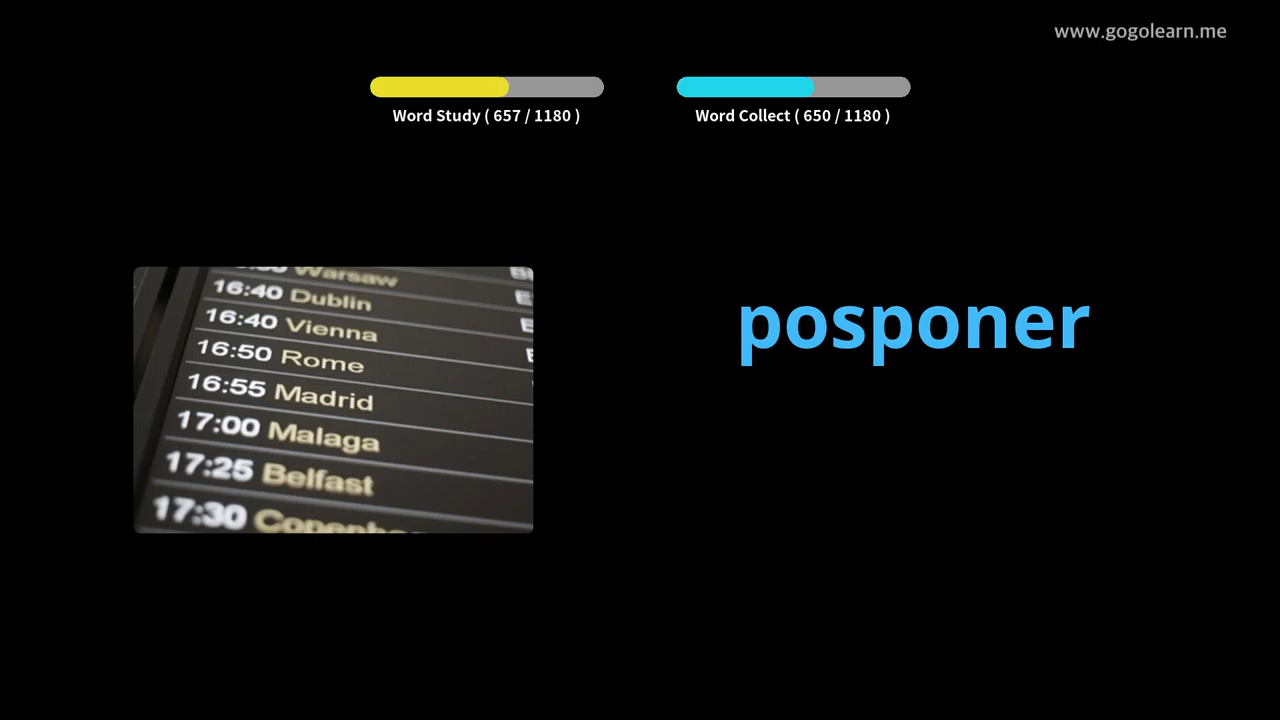 www.gogolearn.me
Word Study ( 657 / 1180 )
Word Collect ( 650 / 1180 )
Warsaw
16:40 Dublin
16:40 Vienna
16:50 Rome
16:55 Madrid
17:00 Malaga
17:25 Belfast
17:30
posponer